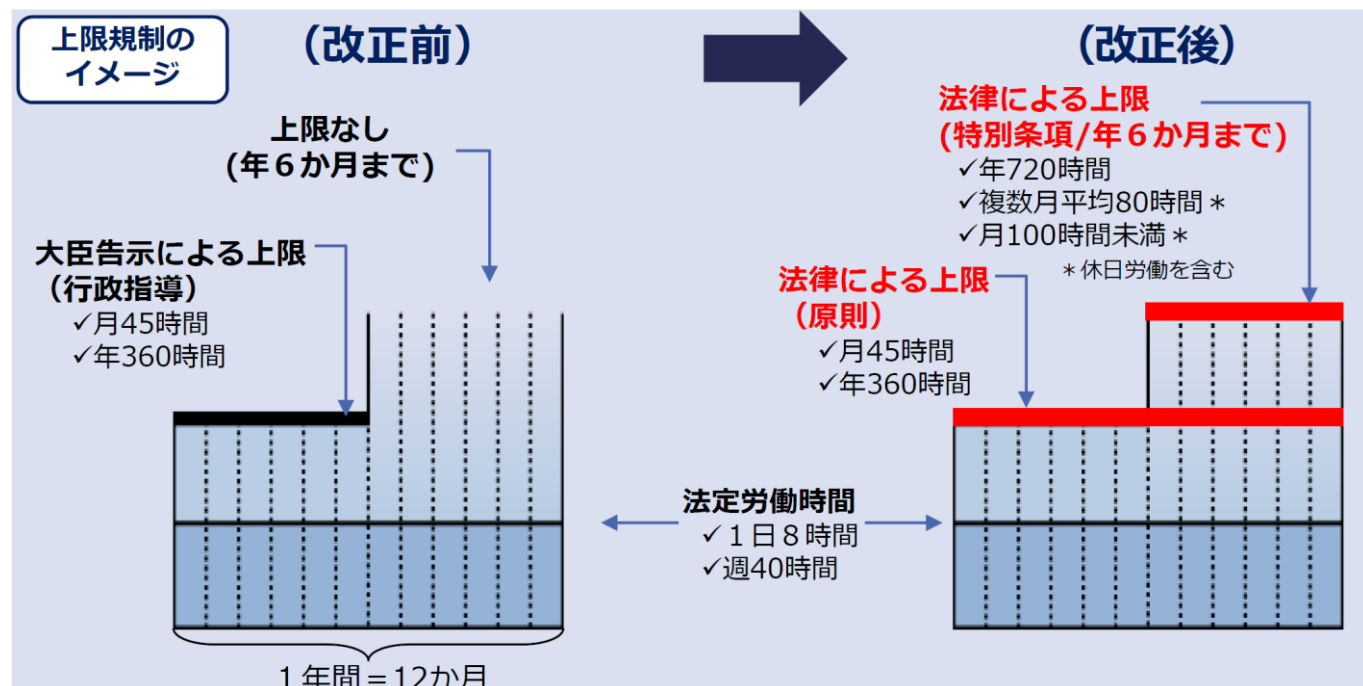 上限規制の
イメージ
(改正前)
(改正後)
上限なし
(年６か月まで)
大臣告示による上限
（行政指導）
✓月45時間
✓年360時間
法律による上限
(特別条項/年６か月まで)
✓年720時間
✓複数月平均80時間＊
✓月100時間未満＊
＊休日労働を含む
法律による上限
（原則）
✓月45時間
✓年360時間
法定労働時間
✓１日８時間
✓週40時間
１年間＝12か月